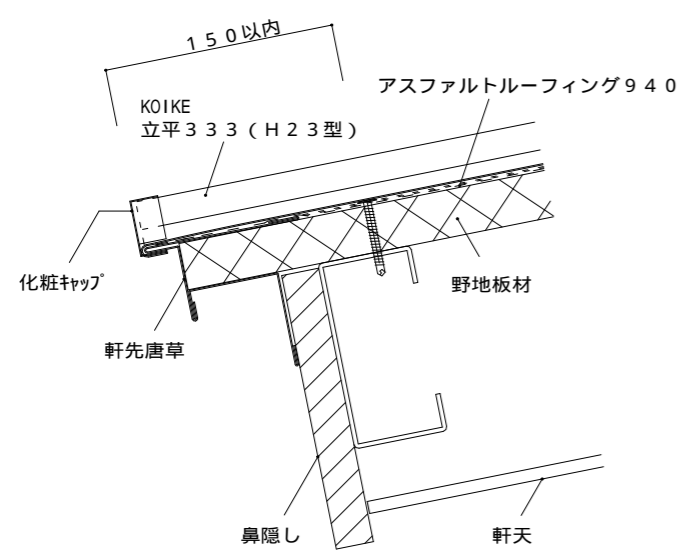 １５０以内
アスファルトルーフィング９４０
KOIKE
立平３３３（Ｈ２３型）
化粧ｷｬｯﾌﾟ
野地板材
軒先唐草
鼻隠し
軒天